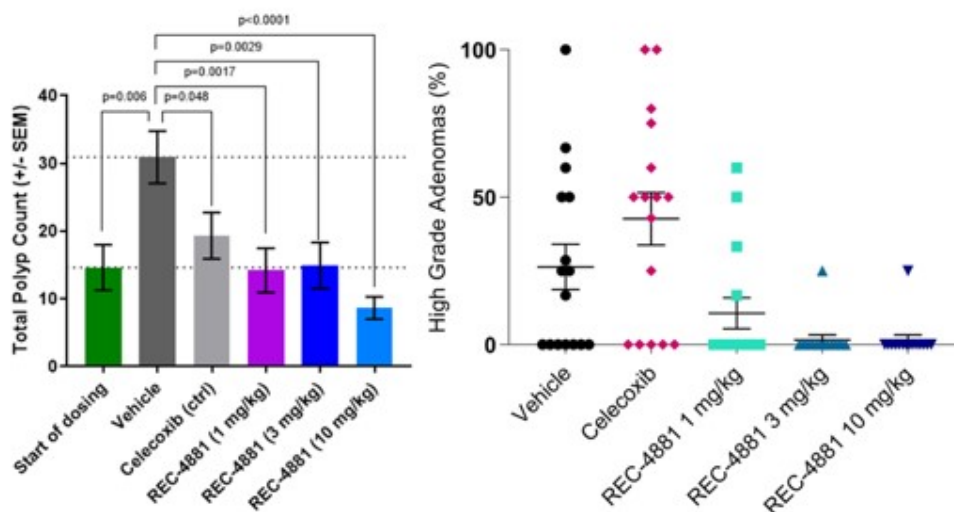 p<0.0001
p=0.0029
p=0.0017
p=0.006
p=0.048
Total Polyp Count (+/- SEM)
40
30
20
10
0
Start of dosing
Vehicle
Celecoxib (ctrl)
REC-4881 (1 mg/kg)
REC-4881 (3 mg/kg)
REC-4881 (10 mg/kg)
High Grade Adenomas (%)
100
50
0
Vehicle
Celecoxib
REC-4881 1 mg/kg
REC-4881 3 mg/kg
REC-4881 10 mg/kg